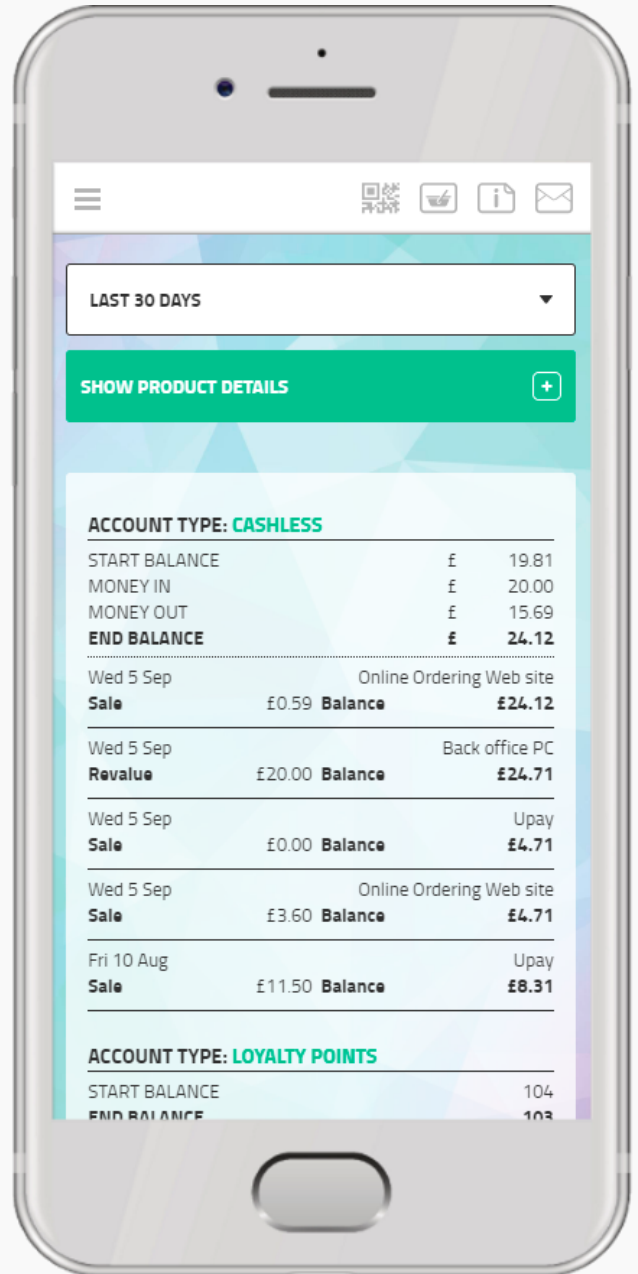 LAST 30 DAYS
SHOW PRODUCT DETAILS
ACCOUNT TYPE: CASHLESS
START BALANCE £ 19.81
MONEY IN £ 20.00
MONEY OUT £ 15.69
END BALANCE £ 24.12
Wed 5 Sep Online Ordering Web site
Sale £0.59 Balance £24.12
Wed 5 Sep Back office PC
Revalue £20.00 Balance £24.71
Wed 5 Sep Upay
Sale £0.00 Balance £4.71
Wed 5 Sep Online Ordering Web site
Sale £3.60 Balance £4.71
Fri 10 Aug Upay
Sale £11.50 Balance £8.31
ACCOUNT TYPE: LOYALTY POINTS
START BALANCE 104
END BALANCE 103